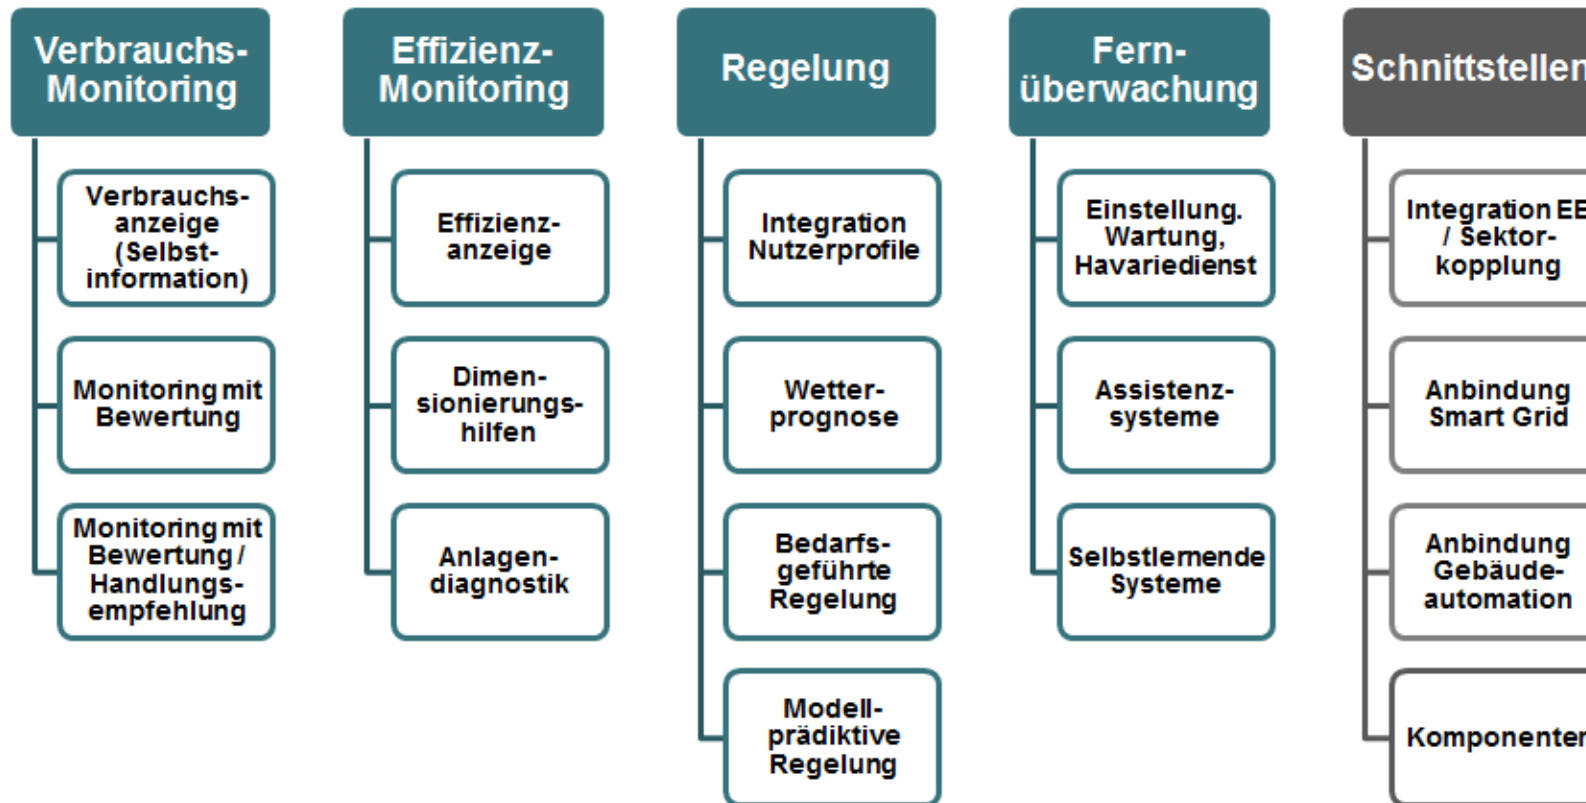 Verbrauchs-
Monitoring
Verbrauchs-
anzeige
(Selbst-
information)
Monitoring mit
Bewertung
Monitoring mit
Bewertung /
Handlungs-
empfehlung
Effizienz-
Monitoring
Effizienz-
anzeige
Dimen-
sionierungs-
hilfen
Anlagen-
diagnostik
Regelung
Integration
Nutzerprofile
Wetter-
prognose
Bedarfs-
geführte
Regelung
Modell-
prädiktive
Regelung
Fern-
überwachung
Einstellung.
Wartung,
Havariedienst
Assistenz-
systeme
Selbstlernende
Systeme
Schnittstellen
Integration EE
/ Sektor-
kopplung
Anbindung
Smart Grid
Anbindung
Gebäude-
automation
Komponenten